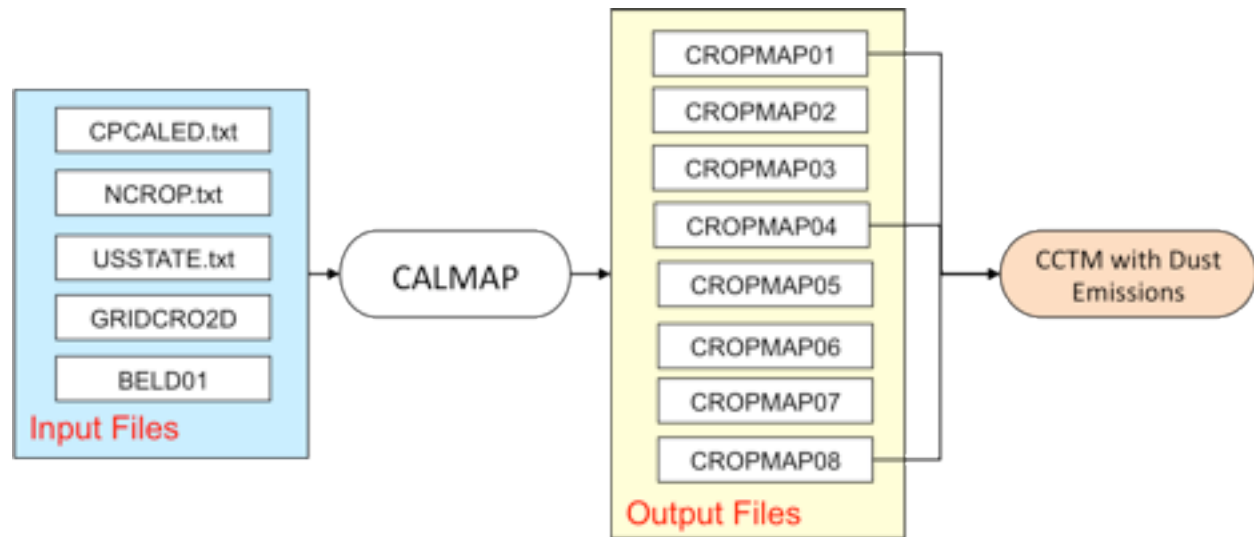 CPCALED.txt
NCROP.txt
USSTATE.txt
GRIDCRO2D
BELD01
Input Files
CALMAP
CROPMAP01
CROPMAP02
CROPMAP03
CROPMAP04
CROPMAP05
CROPMAP06
CROPMAP07
CROPMAP08
Output Files
CCTM with Dust
Emissions